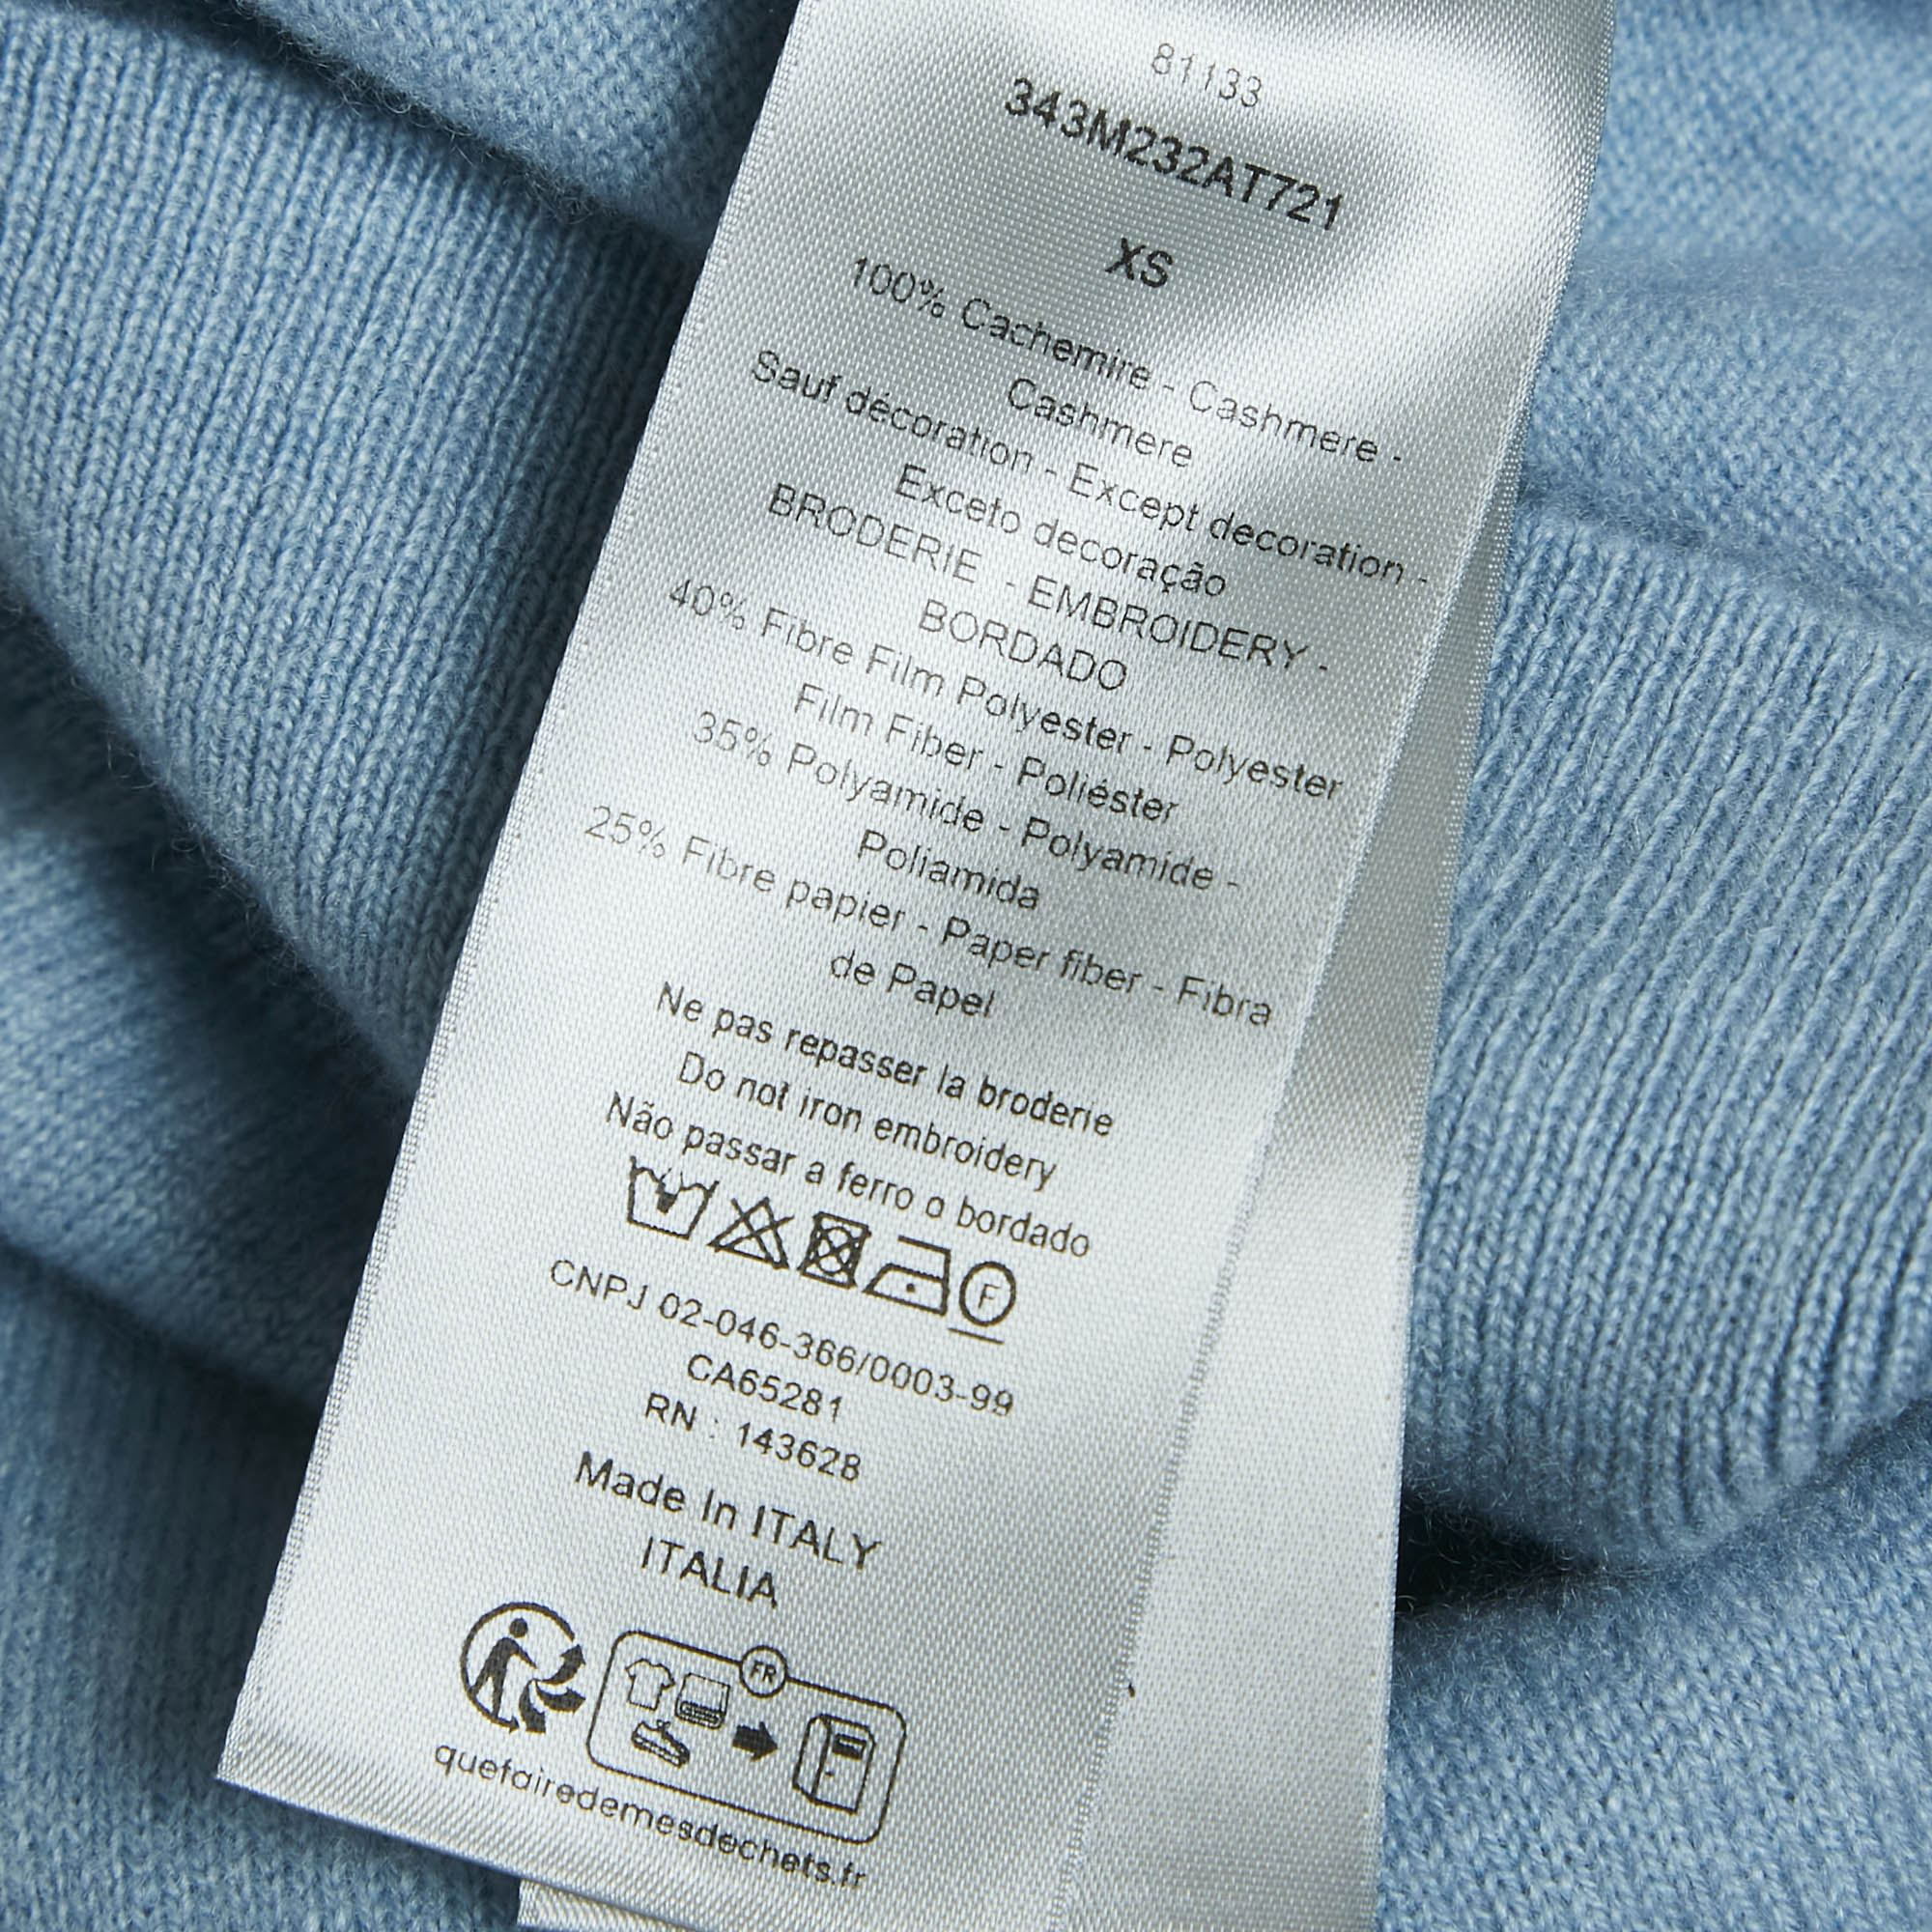 81133
343M232AT721
XS
100% Cachemire - Cashmere -
Cashmere
Sauf décoration - Except decoration -
Exceto decoração
BRODERIE - EMBROIDERY -
BORDADO
40% Fibre Film Polyester - Polyester
Film Fiber - Poliéster
35% Polyamide - Polyamide -
Poliamida
25% Fibre papier - Paper fiber - Fibra
de Papel
Ne pas repasser la broderie
Do not iron embroidery
Não passar a ferro o bordado
F
CNPJ 02-046-366/0003-99
CA65281
RN : 143628
Made In ITALY
ITALIA
FR
quefairedemesdechets.fr